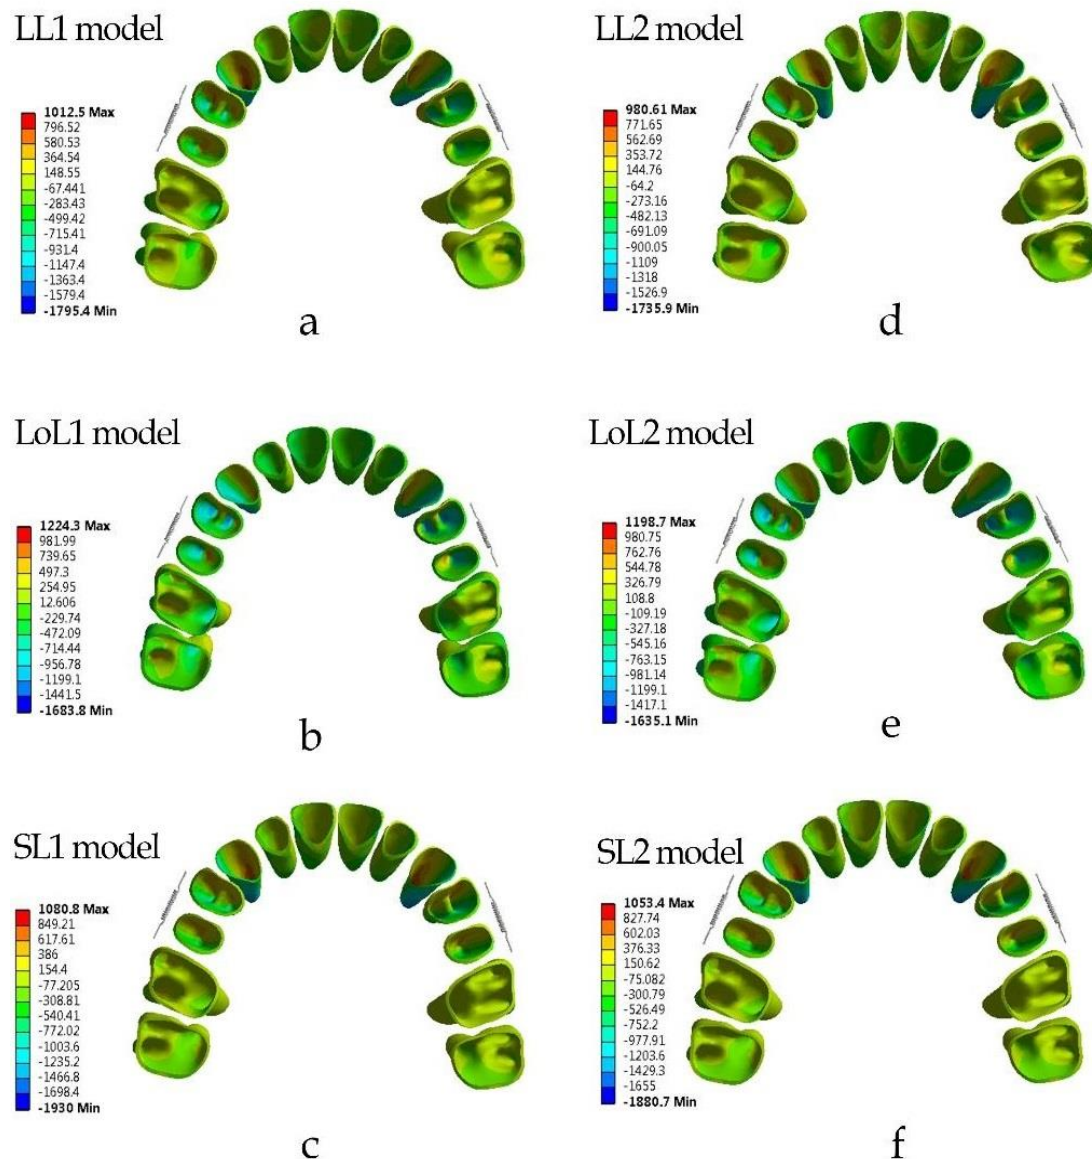 LL1 model
1012.5 Max
796.52
580.53
364.54
148.55
-67.441
-283.43
-499.42
-715.41
-931.4
-1147.4
-1363.4
-1579.4
-1795.4 Min
a
LL2 model
980.61 Max
771.65
562.69
353.72
144.76
-64.2
-273.16
-482.13
-691.09
-900.05
-1109
-1318
-1526.9
-1735.9 Min
d
LoL1 model
1224.3 Max
981.99
739.65
497.3
254.95
12.606
-229.74
-472.09
-714.44
-956.78
-1199.1
-1441.5
-1683.8 Min
b
LoL2 model
1198.7 Max
980.75
762.76
544.78
326.79
108.8
-109.19
-327.18
-545.16
-763.15
-981.14
-1199.1
-1417.1
-1635.1 Min
e
SL1 model
1080.8 Max
849.21
617.61
386
154.4
-77.205
-308.81
-540.41
-772.02
-1003.6
-1235.2
-1466.8
-1698.4
-1930 Min
c
SL2 model
1053.4 Max
827.74
602.03
376.33
150.62
-75.082
-300.79
-526.49
-752.2
-977.91
-1203.6
-1429.3
-1655
-1880.7 Min
f